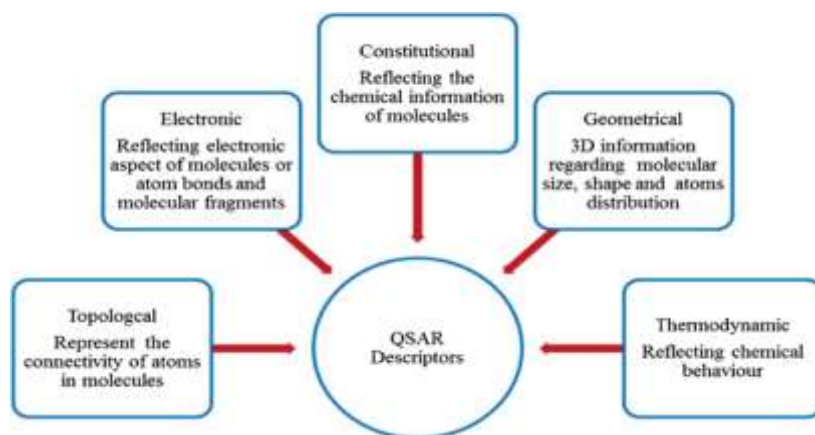 Constitutional
Reflecting the
chemical information
of molecules
Electronic
Reflecting electronic
aspect of molecules or
atom bonds and
molecular fragments
Geometrical
3D information
regarding molecular
size, shape and atoms
distribution
Topologcal
Represent the
connectivity of atoms
in molecules
QSAR
Descriptors
Thermodynamic
Reflecting chemical
behaviour